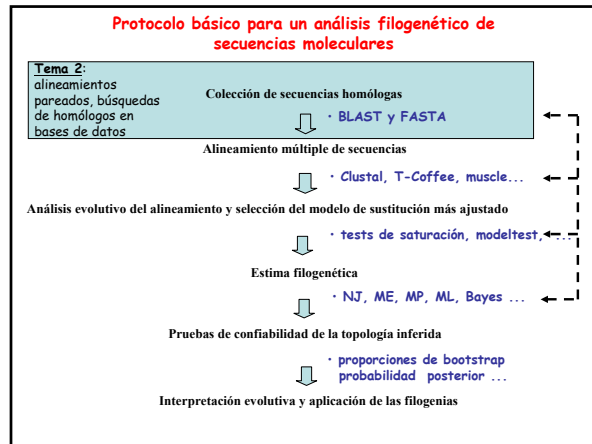 Protocolo básico para un análisis filogenético de
secuencias moleculares
Tema 2:
alineamientos
pareados, búsquedas
de homólogos en
bases de datos
Colección de secuencias homólogas
• BLAST y FASTA
Alineamiento múltiple de secuencias
• Clustal, T-Coffee, muscle...
Análisis evolutivo del alineamiento y selección del modelo de sustitución más ajustado
• tests de saturación, modeltest, ...
Estima filogenética
• NJ, ME, MP, ML, Bayes ...
Pruebas de confiabilidad de la topología inferida
• proporciones de bootstrap
probabilidad posterior ...
Interpretación evolutiva y aplicación de las filogenias